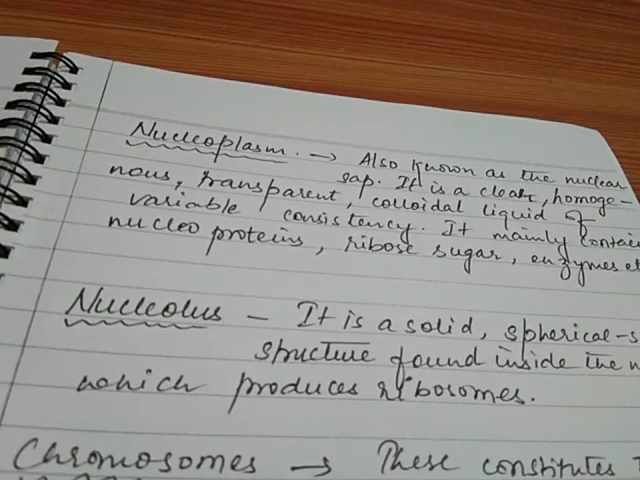 Nucleoplasm. → Also known as the nuclear
sap. It is a clear, homoge-
nous, transparent, colloidal liquid of
variable consistency. It mainly contai
nucleo proteins, ribose sugar, enzymes et
Nucleolus - It is a solid, spherical-s
structure found inside the n
which produces ribosomes.
Chromosomes → These constitutes